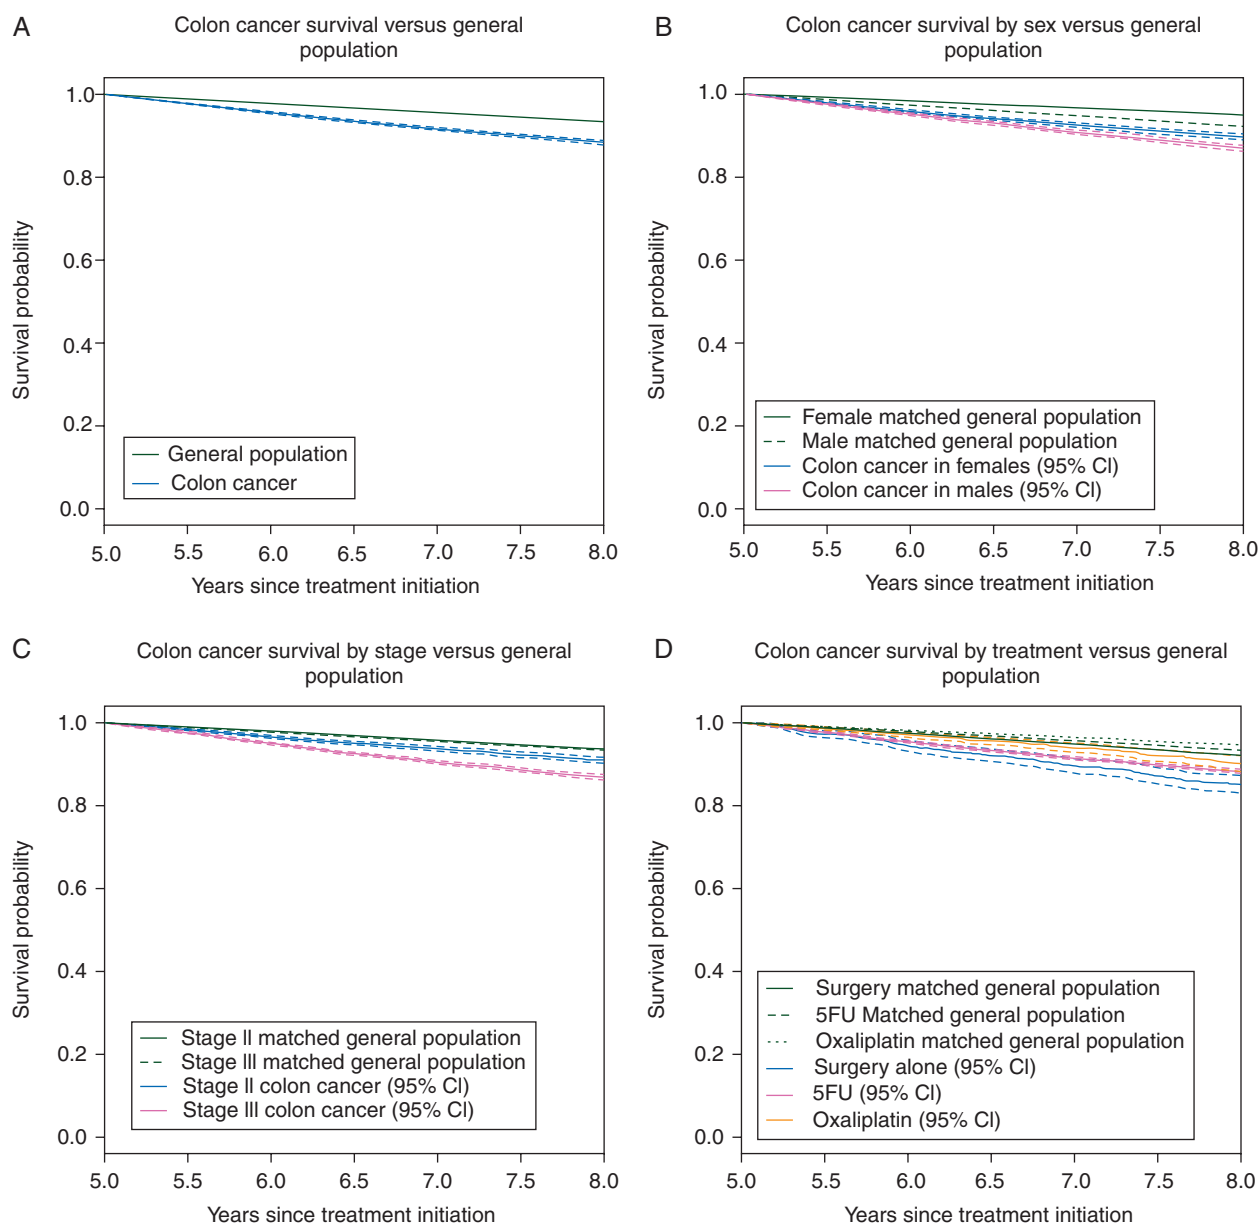 A
Colon cancer survival versus general
population
1.0
0.8
0.6
0.4
0.2
0.0
Survival probability
General population
Colon cancer
5.0 5.5 6.0 6.5 7.0 7.5 8.0
Years since treatment initiation
B
Colon cancer survival by sex versus general
population
1.0
0.8
0.6
0.4
0.2
0.0
Survival probability
Female matched general population
Male matched general population
Colon cancer in females (95% CI)
Colon cancer in males (95% CI)
5.0 5.5 6.0 6.5 7.0 7.5 8.0
Years since treatment initiation
C
Colon cancer survival by stage versus general
population
1.0
0.8
0.6
0.4
0.2
0.0
Survival probability
Stage II matched general population
Stage III matched general population
Stage II colon cancer (95% CI)
Stage III colon cancer (95% CI)
5.0 5.5 6.0 6.5 7.0 7.5 8.0
Years since treatment initiation
D
Colon cancer survival by treatment versus general
population
1.0
0.8
0.6
0.4
0.2
0.0
Survival probability
Surgery matched general population
5FU Matched general population
Oxaliplatin matched general population
Surgery alone (95% CI)
5FU (95% CI)
Oxaliplatin (95% CI)
5.0 5.5 6.0 6.5 7.0 7.5 8.0
Years since treatment initiation